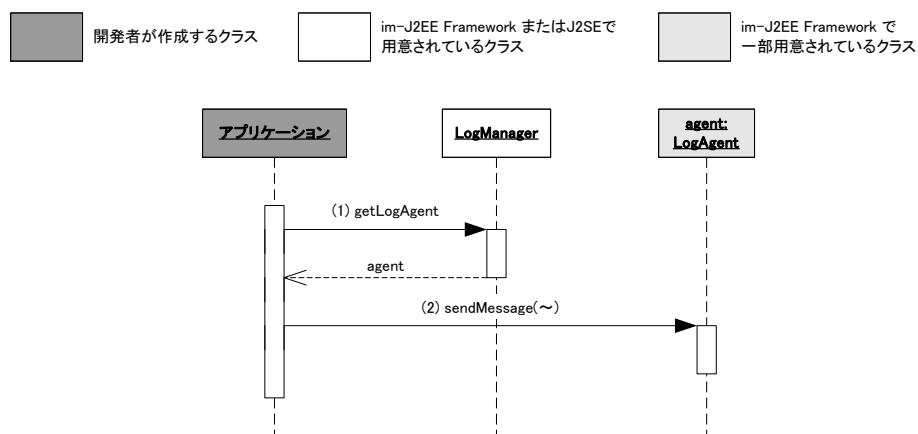 開発者が作成するクラス
im-J2EE Framework またはJ2SEで
用意されているクラス
im-J2EE Framework で
一部用意されているクラス
アプリケーション
LogManager
agent:
LogAgent
(1) getLogAgent
agent
(2) sendMessage(～)